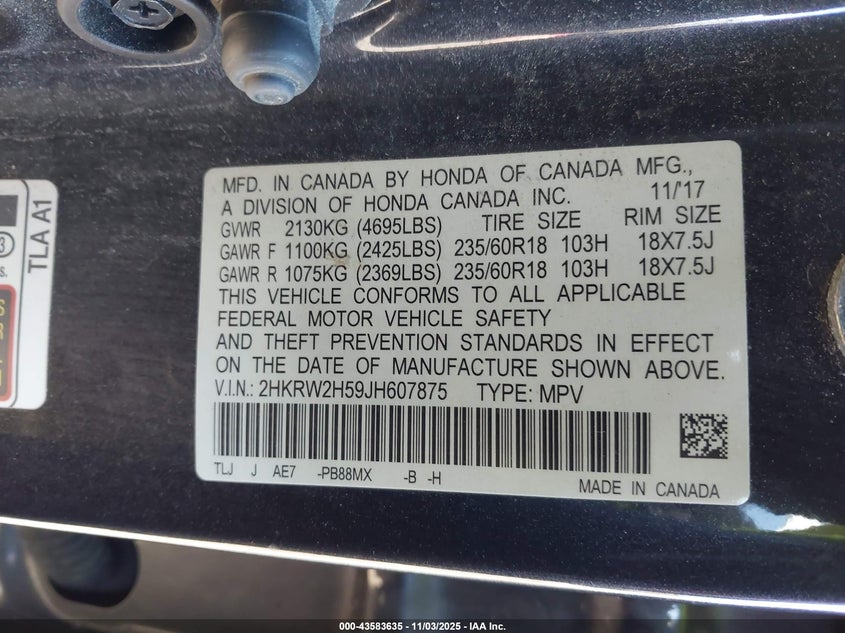 MFD. IN CANADA BY HONDA OF CANADA MFG.,
A DIVISION OF HONDA CANADA INC. 11/'17
GVWR 2130KG (4695LBS) TIRE SIZE RIM SIZE
GAWR F 1100KG (2425LBS) 235/60R18 103H 18X7.5J
GAWR R 1075KG (2369LBS) 235/60R18 103H 18X7.5J
THIS VEHICLE CONFORMS TO ALL APPLICABLE
FEDERAL MOTOR VEHICLE SAFETY
AND THEFT PREVENTION STANDARDS IN EFFECT
ON THE DATE OF MANUFACTURE SHOWN ABOVE.
V.I.N.: 2HKRW2H59JH607875 TYPE: MPV
TLJ J AE7 -PB88MX -B -H
MADE IN CANADA
TLA A1
3
s.
000-43583635 - 11/03/2025 - IAA Inc.